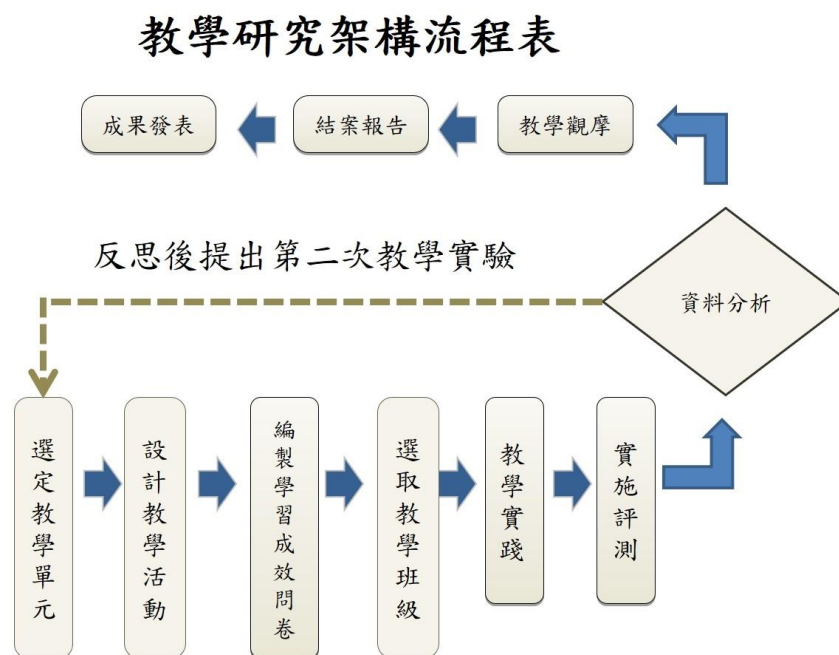 教學研究架構流程表
成果發表
結案報告
教學觀摩
反思後提出第二次教學實驗
資料分析
選定教學單元
設計教學活動
編製學習成效問卷
選取教學班級
教學實踐
實施評測